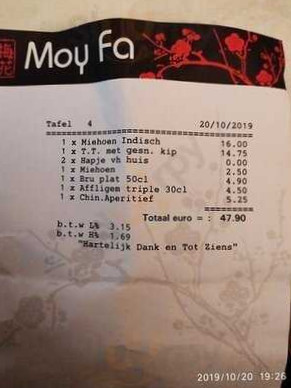 梅花
Moy Fa
Tafel 4 20/10/2019
1 x Miehoen Indisch 16.00
1 x T.T. met gesn. kip 14.75
2 x Hapje vh huis 0.00
1 x Miehoen 2.50
1 x Bru plat 50cl 4.90
1 x Affligem triple 30cl 4.50
1 x Chin.Aperitief 5.25
Totaal euro = : 47.90
b.t.w L% 3.15
b.t.w H% 1.69
"Hartelijk Dank en Tot Ziens"
2019/10/20 19:26